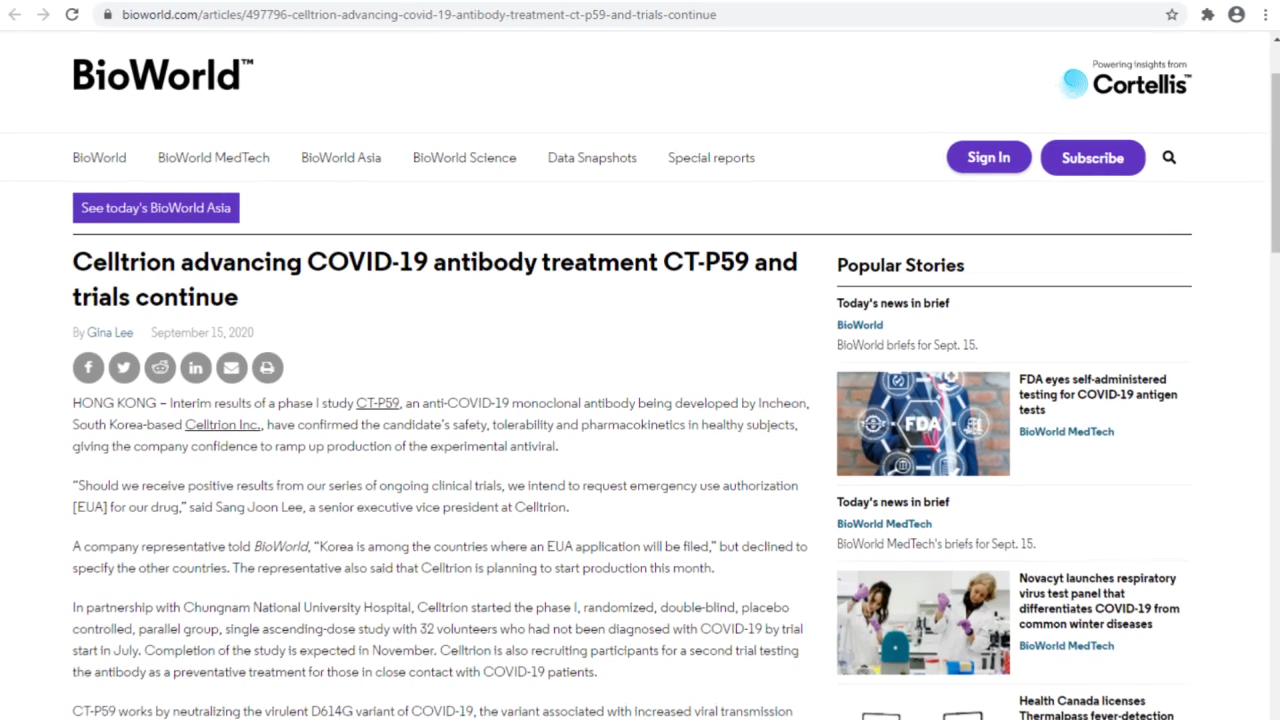 bioworld.com/articles/497796-celltrion-advancing-covid-19-antibody-treatment-ct-p59-and-trials-continue
BioWorld™
Powering insights from
Cortellis™
BioWorld
BioWorld MedTech
BioWorld Asia
BioWorld Science
Data Snapshots
Special reports
Sign In
Subscribe
See today's BioWorld Asia
Celltrion advancing COVID-19 antibody treatment CT-P59 and
trials continue
By Gina Lee September 15, 2020
HONG KONG – Interim results of a phase I study CT-P59, an anti-COVID-19 monoclonal antibody being developed by Incheon,
South Korea-based Celltrion Inc., have confirmed the candidate's safety, tolerability and pharmacokinetics in healthy subjects,
giving the company confidence to ramp up production of the experimental antiviral.
“Should we receive positive results from our series of ongoing clinical trials, we intend to request emergency use authorization
[EUA] for our drug,” said Sang Joon Lee, a senior executive vice president at Celltrion.
A company representative told BioWorld, “Korea is among the countries where an EUA application will be filed,” but declined to
specify the other countries. The representative also said that Celltrion is planning to start production this month.
In partnership with Chungnam National University Hospital, Celltrion started the phase I, randomized, double-blind, placebo
controlled, parallel group, single ascending-dose study with 32 volunteers who had not been diagnosed with COVID-19 by trial
start in July. Completion of the study is expected in November. Celltrion is also recruiting participants for a second trial testing
the antibody as a preventative treatment for those in close contact with COVID-19 patients.
CT-P59 works by neutralizing the virulent D614G variant of COVID-19, the variant associated with increased viral transmission
Popular Stories
Today's news in brief
BioWorld
BioWorld briefs for Sept. 15.
FDA
FDA eyes self-administered
testing for COVID-19 antigen
tests
BioWorld MedTech
Today's news in brief
BioWorld MedTech
BioWorld MedTech's briefs for Sept. 15.
Novacyt launches respiratory
virus test panel that
differentiates COVID-19 from
common winter diseases
BioWorld MedTech
Health Canada licenses
Thermalpass fever-detection